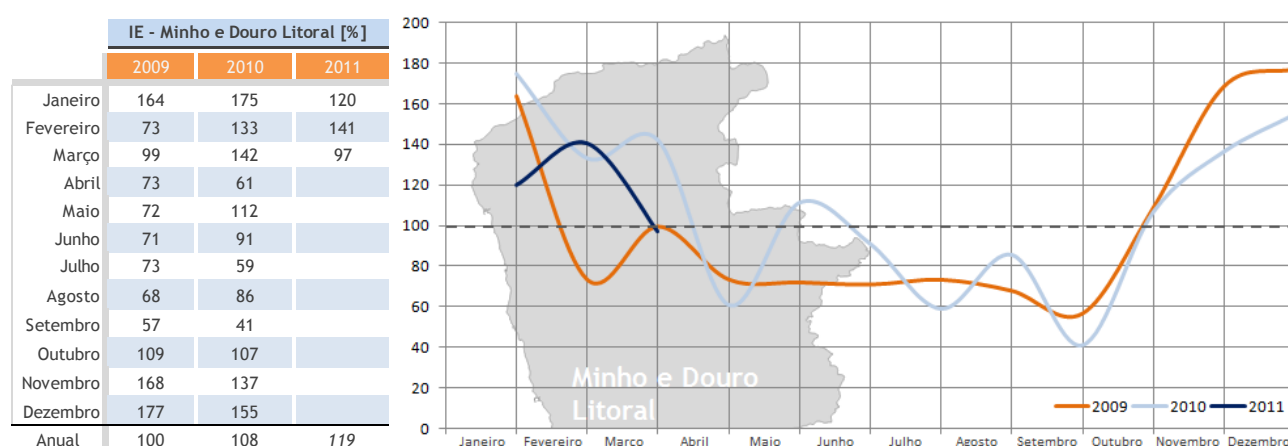 IE - Minho e Douro Litoral [%]
2009 2010 2011
Janeiro 164 175 120
Fevereiro 73 133 141
Março 99 142 97
Abril 73 61
Maio 72 112
Junho 71 91
Julho 73 59
Agosto 68 86
Setembro 57 41
Outubro 109 107
Novembro 168 137
Dezembro 177 155
Anual 100 108 119
200
180
160
140
120
100
80
60
40
20
0
Minho e Douro
Litoral
2009 2010 2011
Janeiro Fevereiro Março Abril Maio Junho Julho Agosto Setembro Outubro Novembro Dezembro